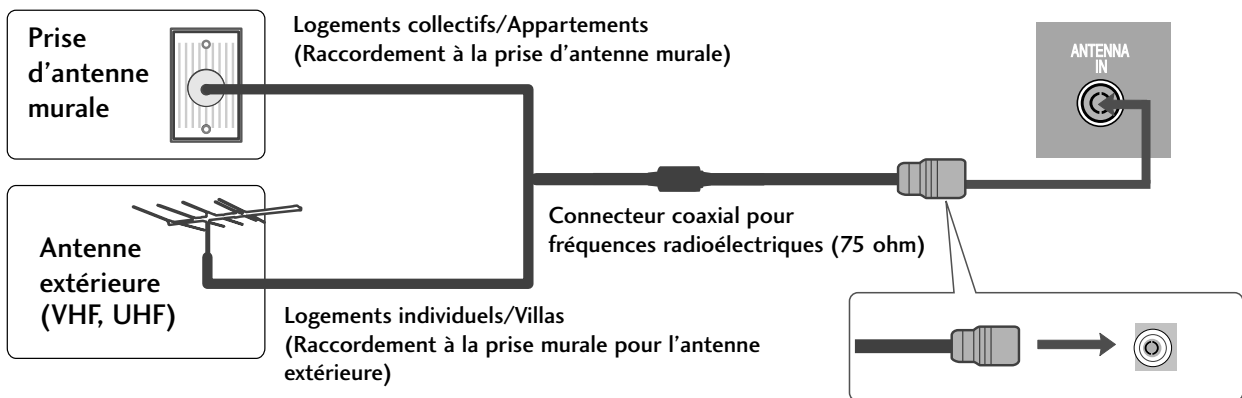 Prise
d'antenne
murale
Logements collectifs/Appartements
(Raccordement à la prise d'antenne murale)
ANTENNA
IN
Antenne
extérieure
(VHF, UHF)
Connecteur coaxial pour
fréquences radioélectriques (75 ohm)
Logements individuels/Villas
(Raccordement à la prise murale pour l'antenne
extérieure)